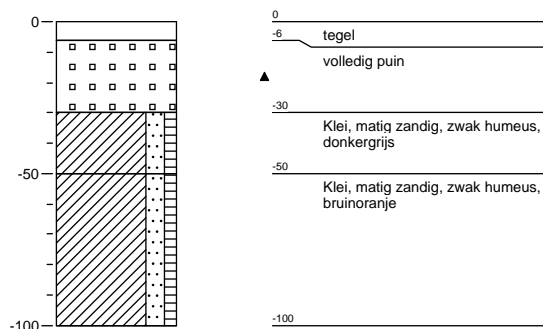 0
-50
-100
0
-6
tegel
volledig puin
-30
Klei, matig zandig, zwak humeus,
donkergrijs
-50
Klei, matig zandig, zwak humeus,
bruinoranje
-100